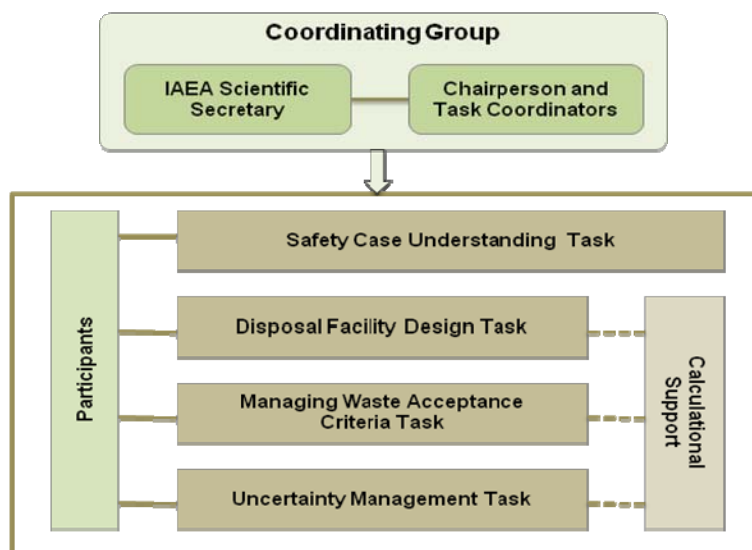 Coordinating Group
IAEA Scientific
Secretary
Chairperson and
Task Coordinators
Participants
Safety Case Understanding Task
Disposal Facility Design Task
Managing Waste Acceptance
Criteria Task
Uncertainty Management Task
Calculational
Support